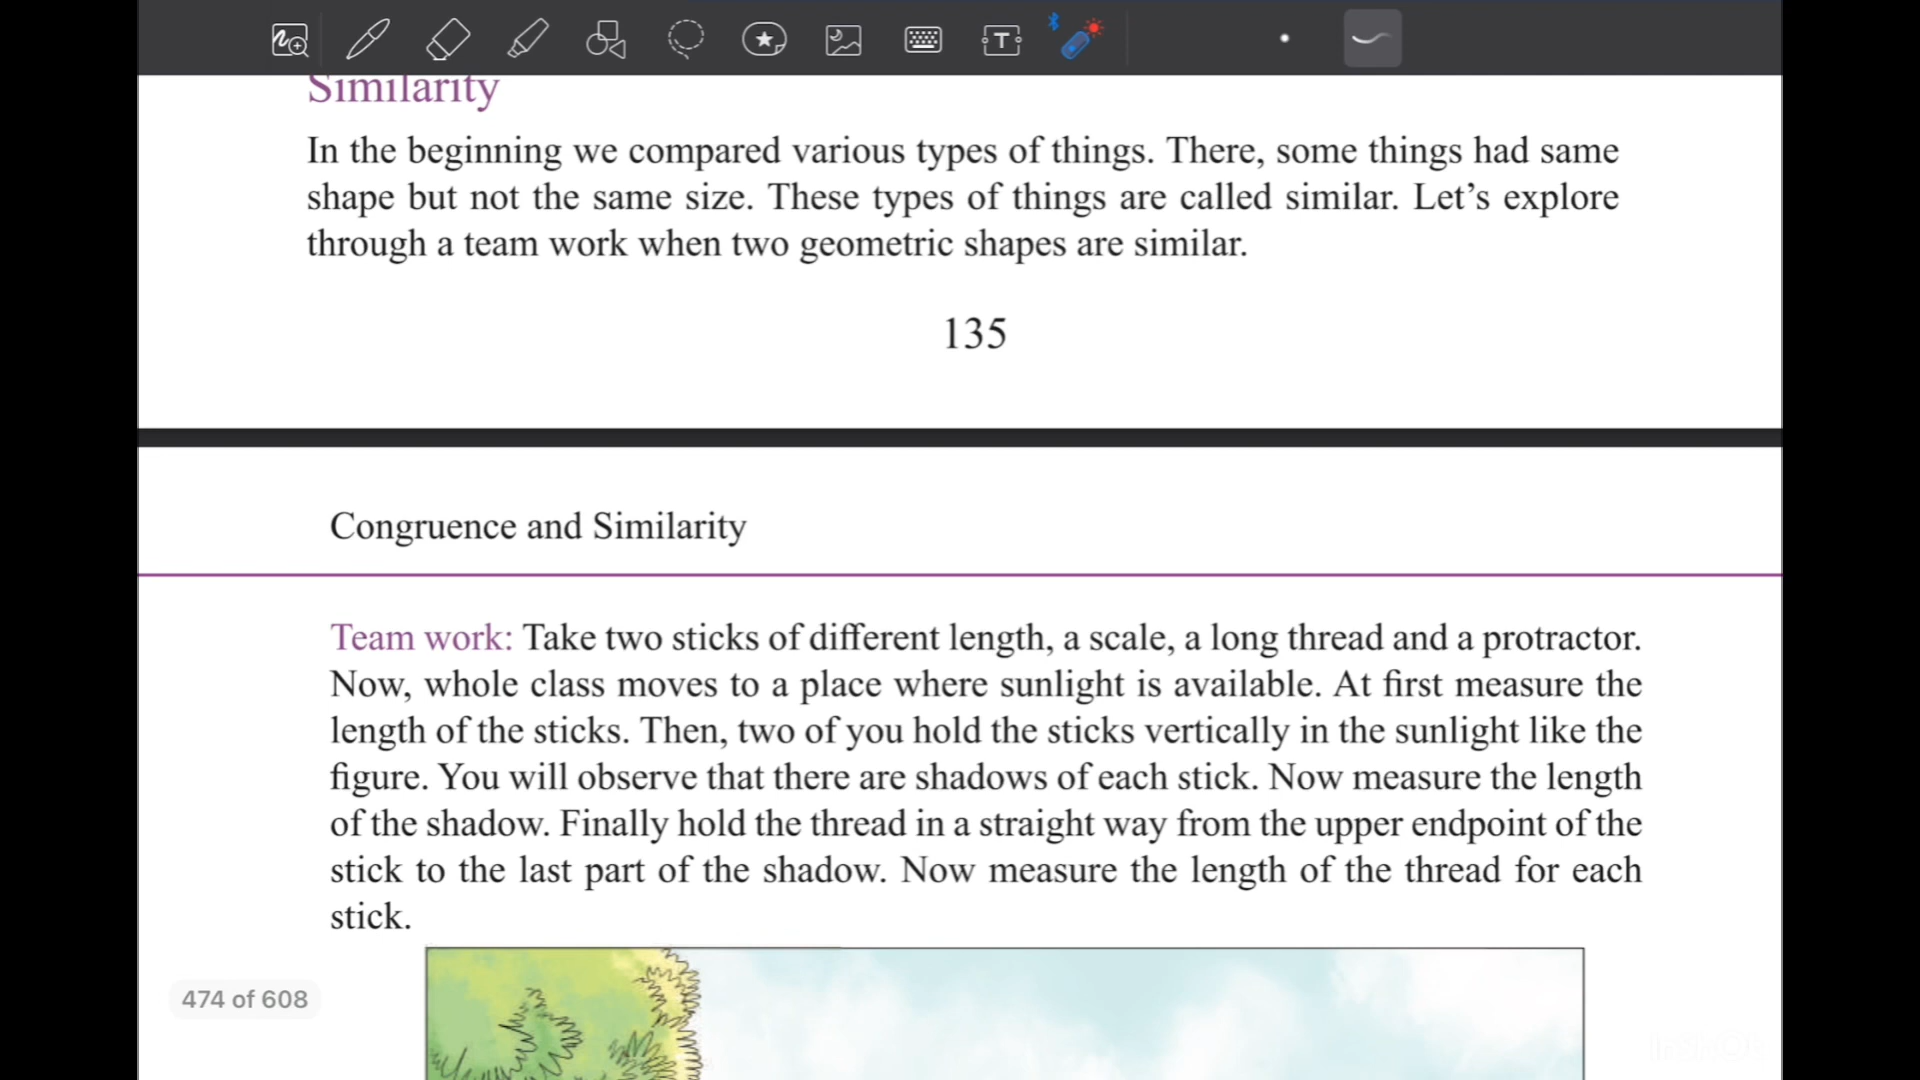 Similarity
In the beginning we compared various types of things. There, some things had same
shape but not the same size. These types of things are called similar. Let’s explore
through a team work when two geometric shapes are similar.
135
Congruence and Similarity
Team work: Take two sticks of different length, a scale, a long thread and a protractor.
Now, whole class moves to a place where sunlight is available. At first measure the
length of the sticks. Then, two of you hold the sticks vertically in the sunlight like the
figure. You will observe that there are shadows of each stick. Now measure the length
of the shadow. Finally hold the thread in a straight way from the upper endpoint of the
stick to the last part of the shadow. Now measure the length of the thread for each
stick.
474 of 608